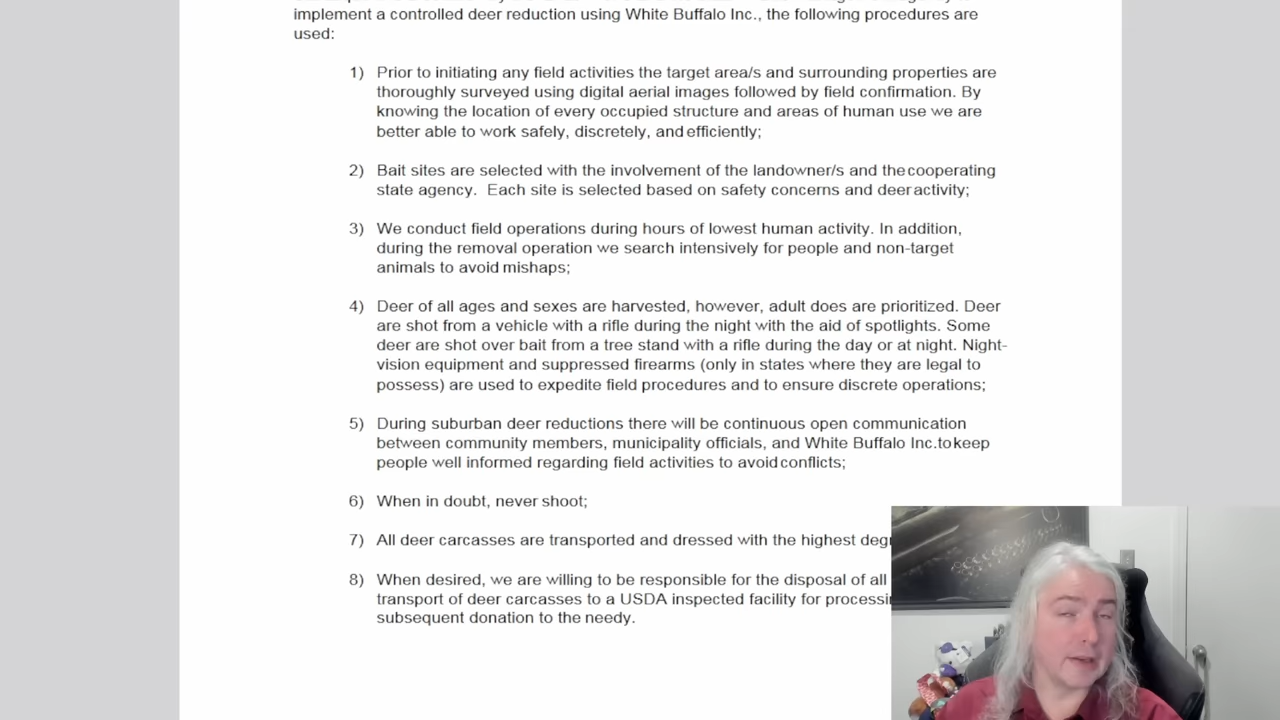 implement a controlled deer reduction using White Buffalo Inc., the following procedures are
used:
1) Prior to initiating any field activities the target area/s and surrounding properties are
thoroughly surveyed using digital aerial images followed by field confirmation. By
knowing the location of every occupied structure and areas of human use we are
better able to work safely, discretely, and efficiently;
2) Bait sites are selected with the involvement of the landowner/s and thecooperating
state agency. Each site is selected based on safety concerns and deeractivity;
3) We conduct field operations during hours of lowest human activity. In addition,
during the removal operation we search intensively for people and non-target
animals to avoid mishaps;
4) Deer of all ages and sexes are harvested, however, adult does are prioritized. Deer
are shot from a vehicle with a rifle during the night with the aid of spotlights. Some
deer are shot over bait from a tree stand with a rifle during the day or at night. Night-
vision equipment and suppressed firearms (only in states where they are legal to
possess) are used to expedite field procedures and to ensure discrete operations;
5) During suburban deer reductions there will be continuous open communication
between community members, municipality officials, and White Buffalo Inc.tokeep
people well informed regarding field activities to avoidconflicts;
6) When in doubt, never shoot;
7) All deer carcasses are transported and dressed with the highest
8) When desired, we are willing to be responsible for the disposal of all
transport of deer carcasses to a USDA inspected facility for
subsequent donation to the needy.